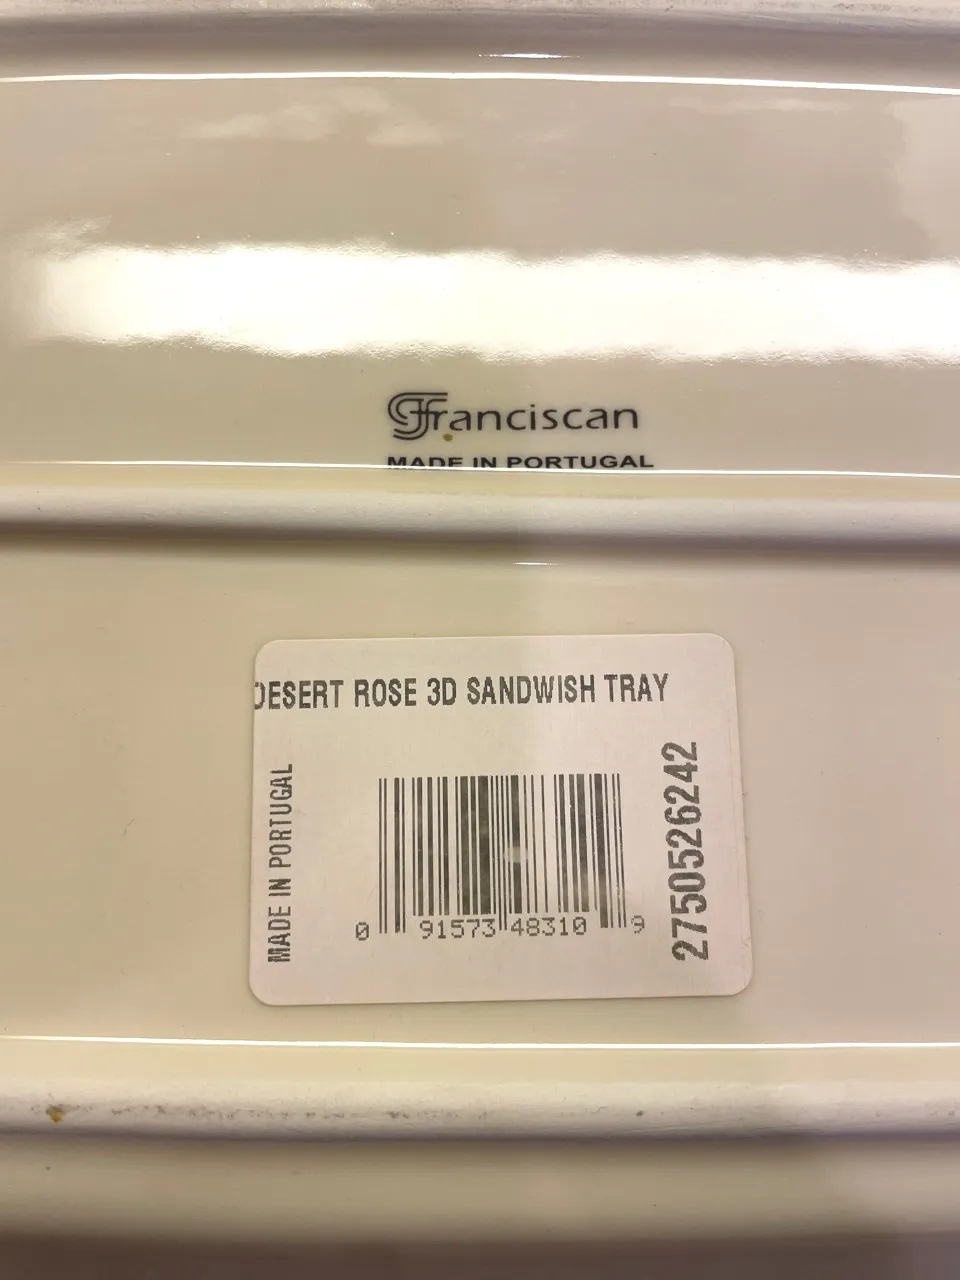 Franciscan
MADE IN PORTUGAL
DESERT ROSE 3D SANDWISH TRAY
MADE IN PORTUGAL
0 91573 48310 9
2750526242